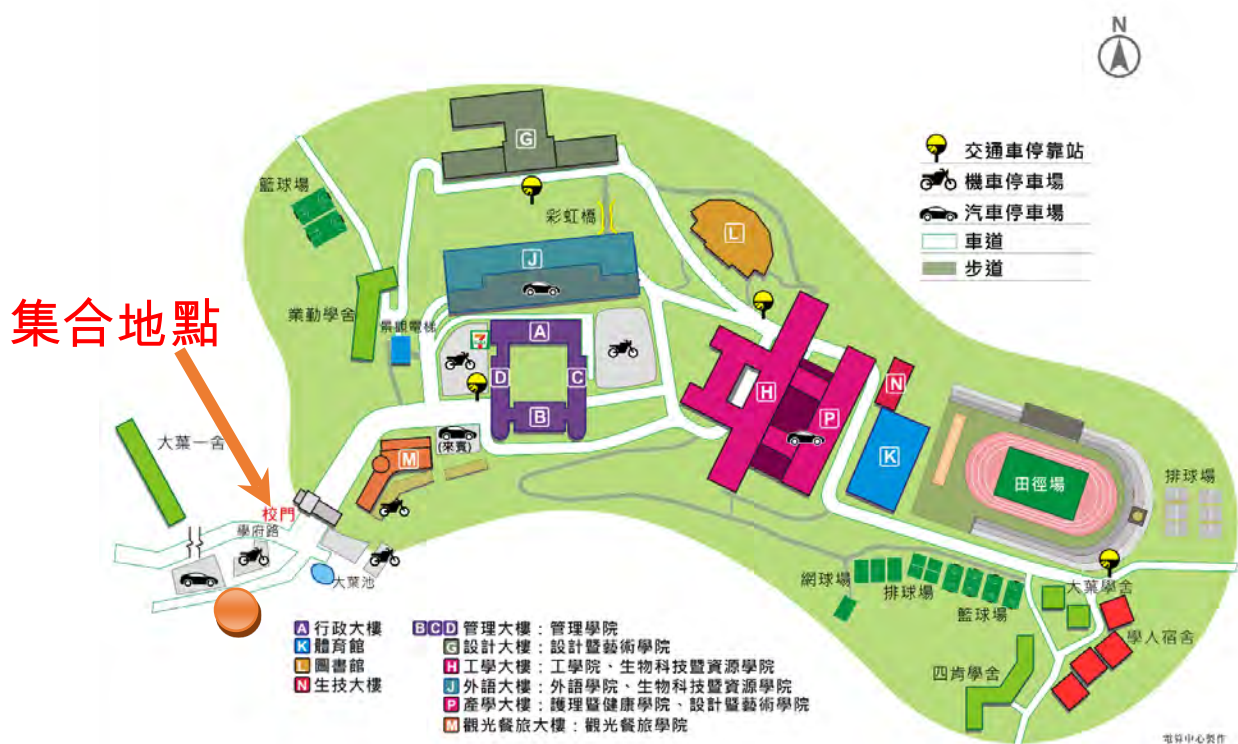 N
交通車停靠站
機車停車場
汽車停車場
車道
步道
G
籃球場
彩虹橋
L
J
集合地點
業勤學舍
景觀電梯
7
A
D
C
B
H
P
N
K
(來賓)
M
大葉一舍
校門
學府路
大葉池
田徑場
排球場
網球場
排球場
籃球場
大葉學舍
學人宿舍
四肯學舍
A 行政大樓
K 體育館
L 圖書館
N 生技大樓
BCD 管理大樓：管理學院
G 設計大樓：設計暨藝術學院
H 工學大樓：工學院、生物科技暨資源學院
J 外語大樓：外語學院、生物科技暨資源學院
P 產學大樓：護理暨健康學院、設計暨藝術學院
M 觀光餐旅大樓：觀光餐旅學院
電算中心製作